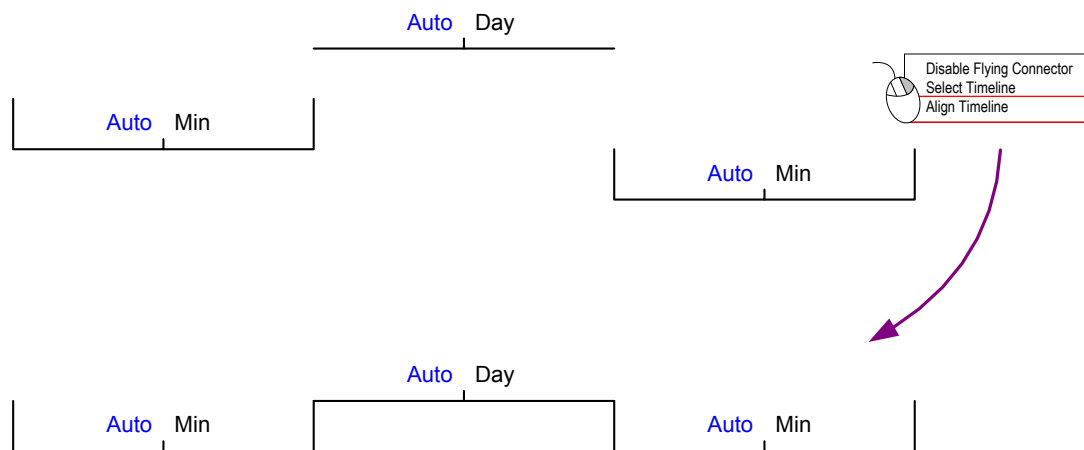 Auto Day
Disable Flying Connector
Select Timeline
Align Timeline
Auto Min
Auto Min
Auto Day
Auto Min
Auto Min